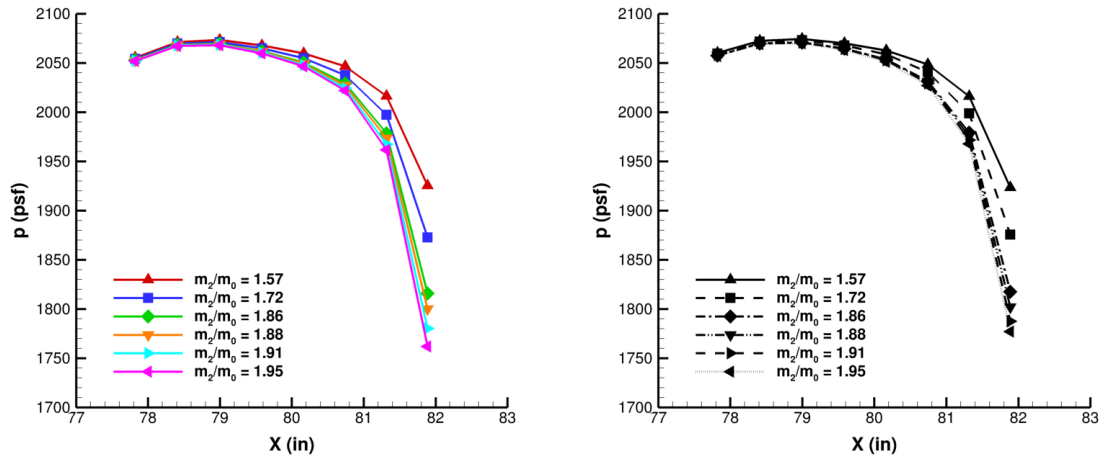 2100
2050
2000
1950
1900
1850
1800
1750
1700
p (psf)
m2/m0 = 1.57
m2/m0 = 1.72
m2/m0 = 1.86
m2/m0 = 1.88
m2/m0 = 1.91
m2/m0 = 1.95
77 78 79 80 81 82 83
X (in)
2100
2050
2000
1950
1900
1850
1800
1750
1700
p (psf)
m2/m0 = 1.57
m2/m0 = 1.72
m2/m0 = 1.86
m2/m0 = 1.88
m2/m0 = 1.91
m2/m0 = 1.95
77 78 79 80 81 82 83
X (in)